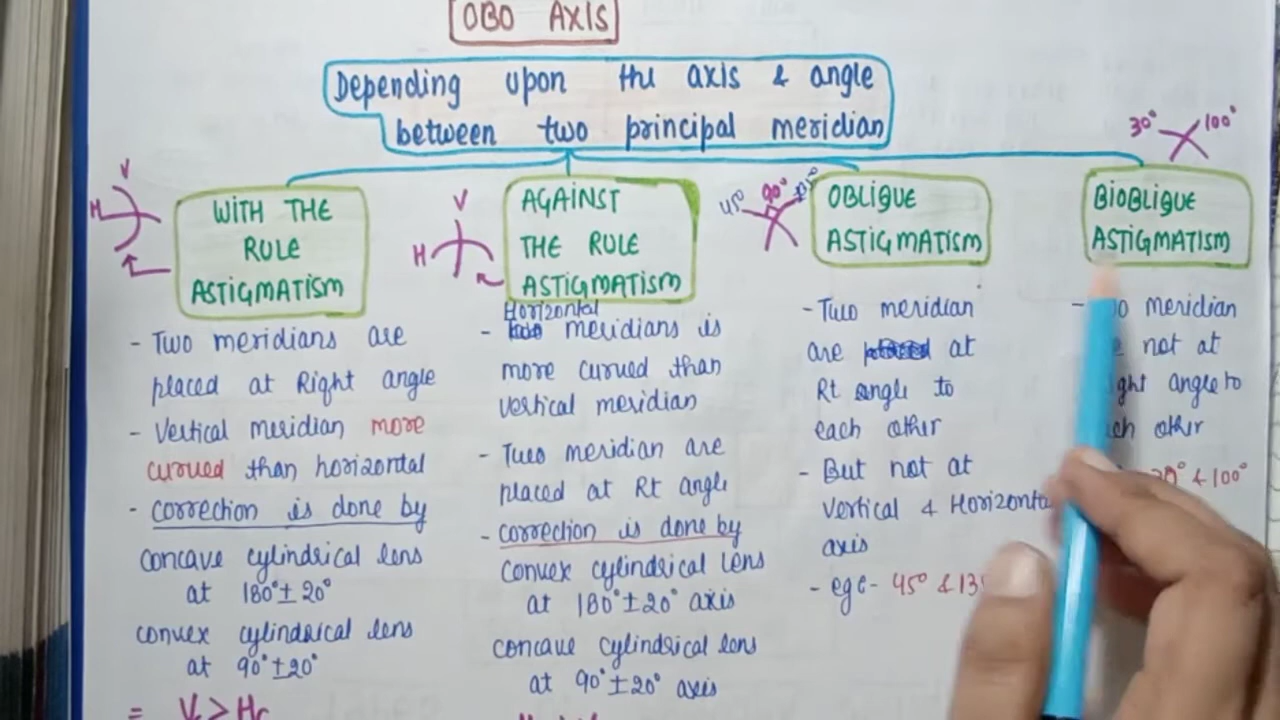 OBO AXIS
Depending upon the axis & angle
between two principal meridian
V
H
WITH THE
RULE
ASTIGMATISM
- Two meridians are
placed at Right angle
- Vertical meridian more
curved than horizontal
- correction is done by
concave cylindrical lens
at 180° ± 20°
convex cylindrical lens
at 90° ± 20°
= Vc > Hc
V
H
AGAINST
THE RULE
ASTIGMATISM
Horizontal
- meridians is
more curved than
vertical meridian
- Two meridian are
placed at Rt angle
- correction is done by
convex cylindrical lens
at 180° ± 20° axis
concave cylindrical lens
at 90° ± 20° axis
45° 90°
OBLIQUE
ASTIGMATISM
- Two meridian
are at
Rt angle to
each other
- But not at
Vertical & Horizontal
axis
- eg:- 45° &
30° 100°
BIOBLIQUE
ASTIGMATISM
- meridian
not at
angle to
other
30° & 100°